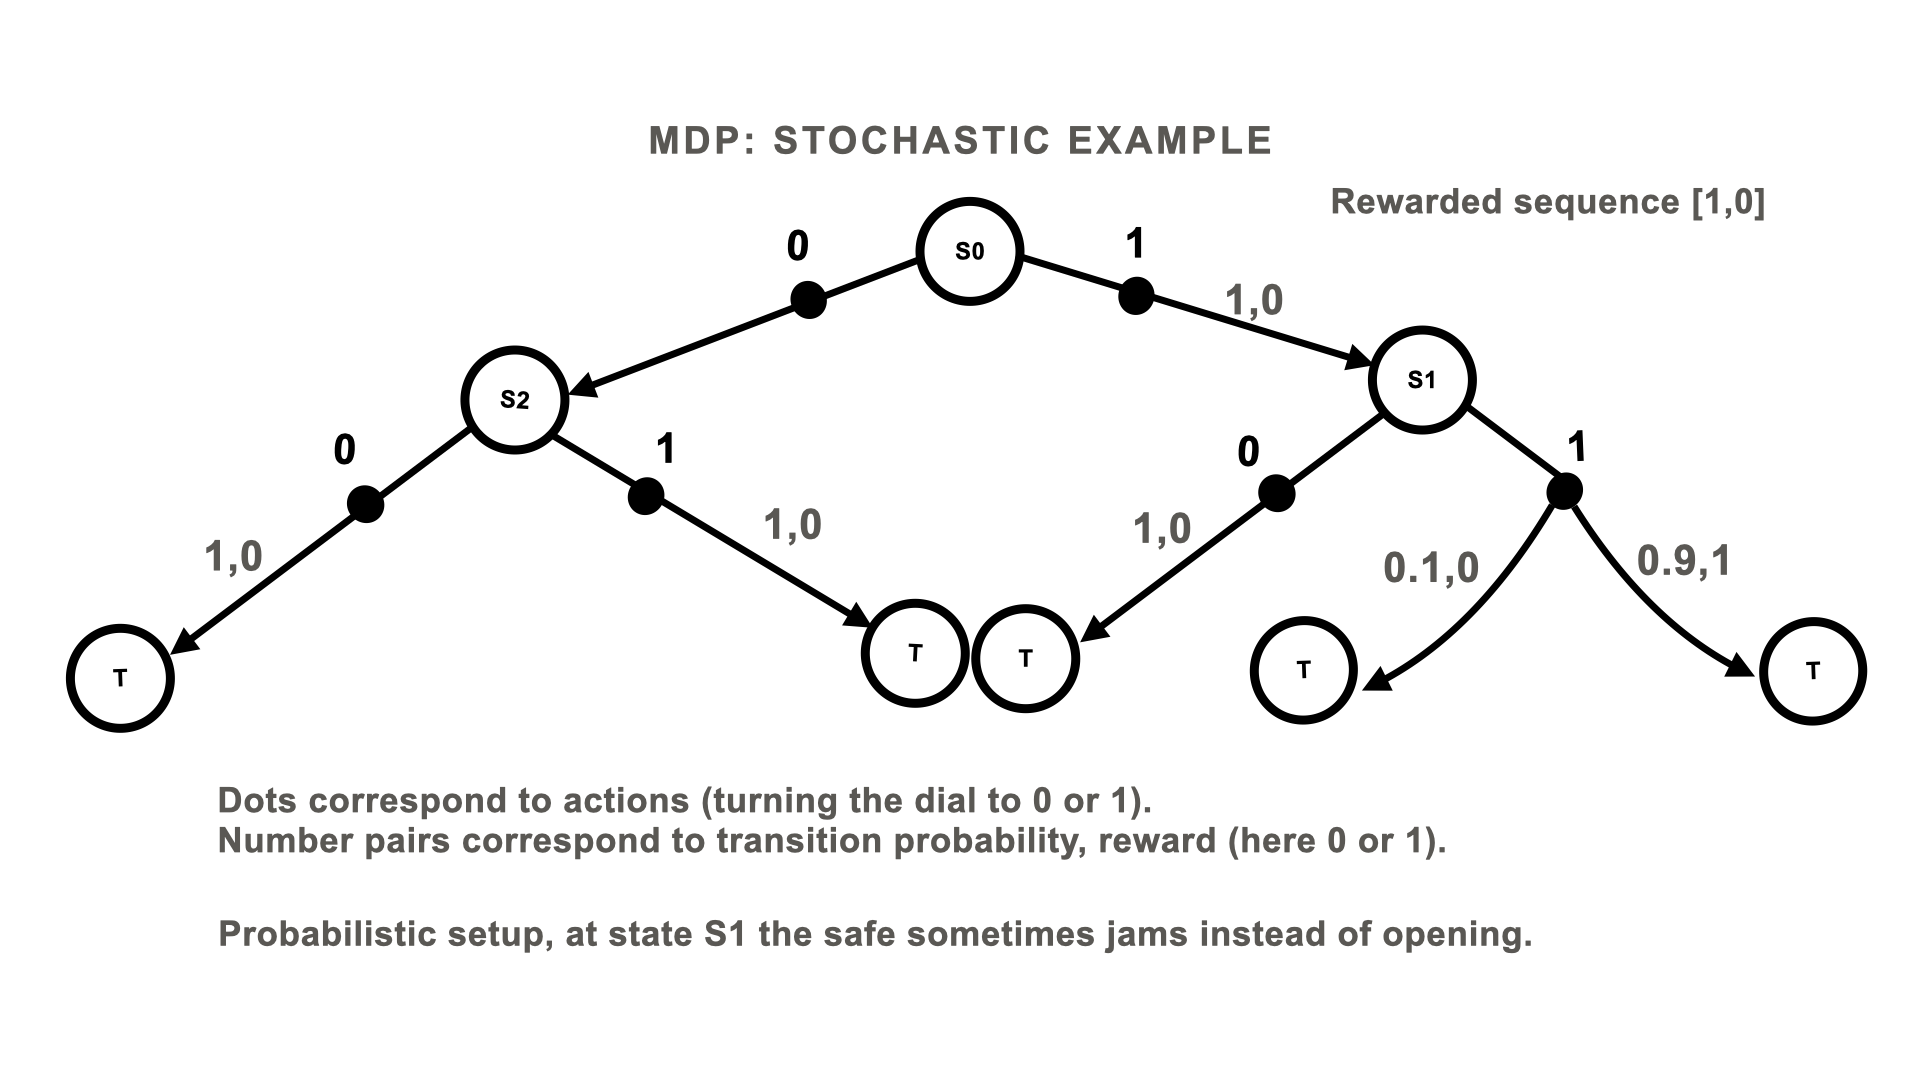 MDP: STOCHASTIC EXAMPLE
Rewarded sequence [1,0]
S0
0
1
1,0
S1
S2
0
1
0
1
1,0
1,0
1,0
0.1,0
0.9,1
T
T
T
T
T
Dots correspond to actions (turning the dial to 0 or 1).
Number pairs correspond to transition probability, reward (here 0 or 1).
Probabilistic setup, at state S1 the safe sometimes jams instead of opening.